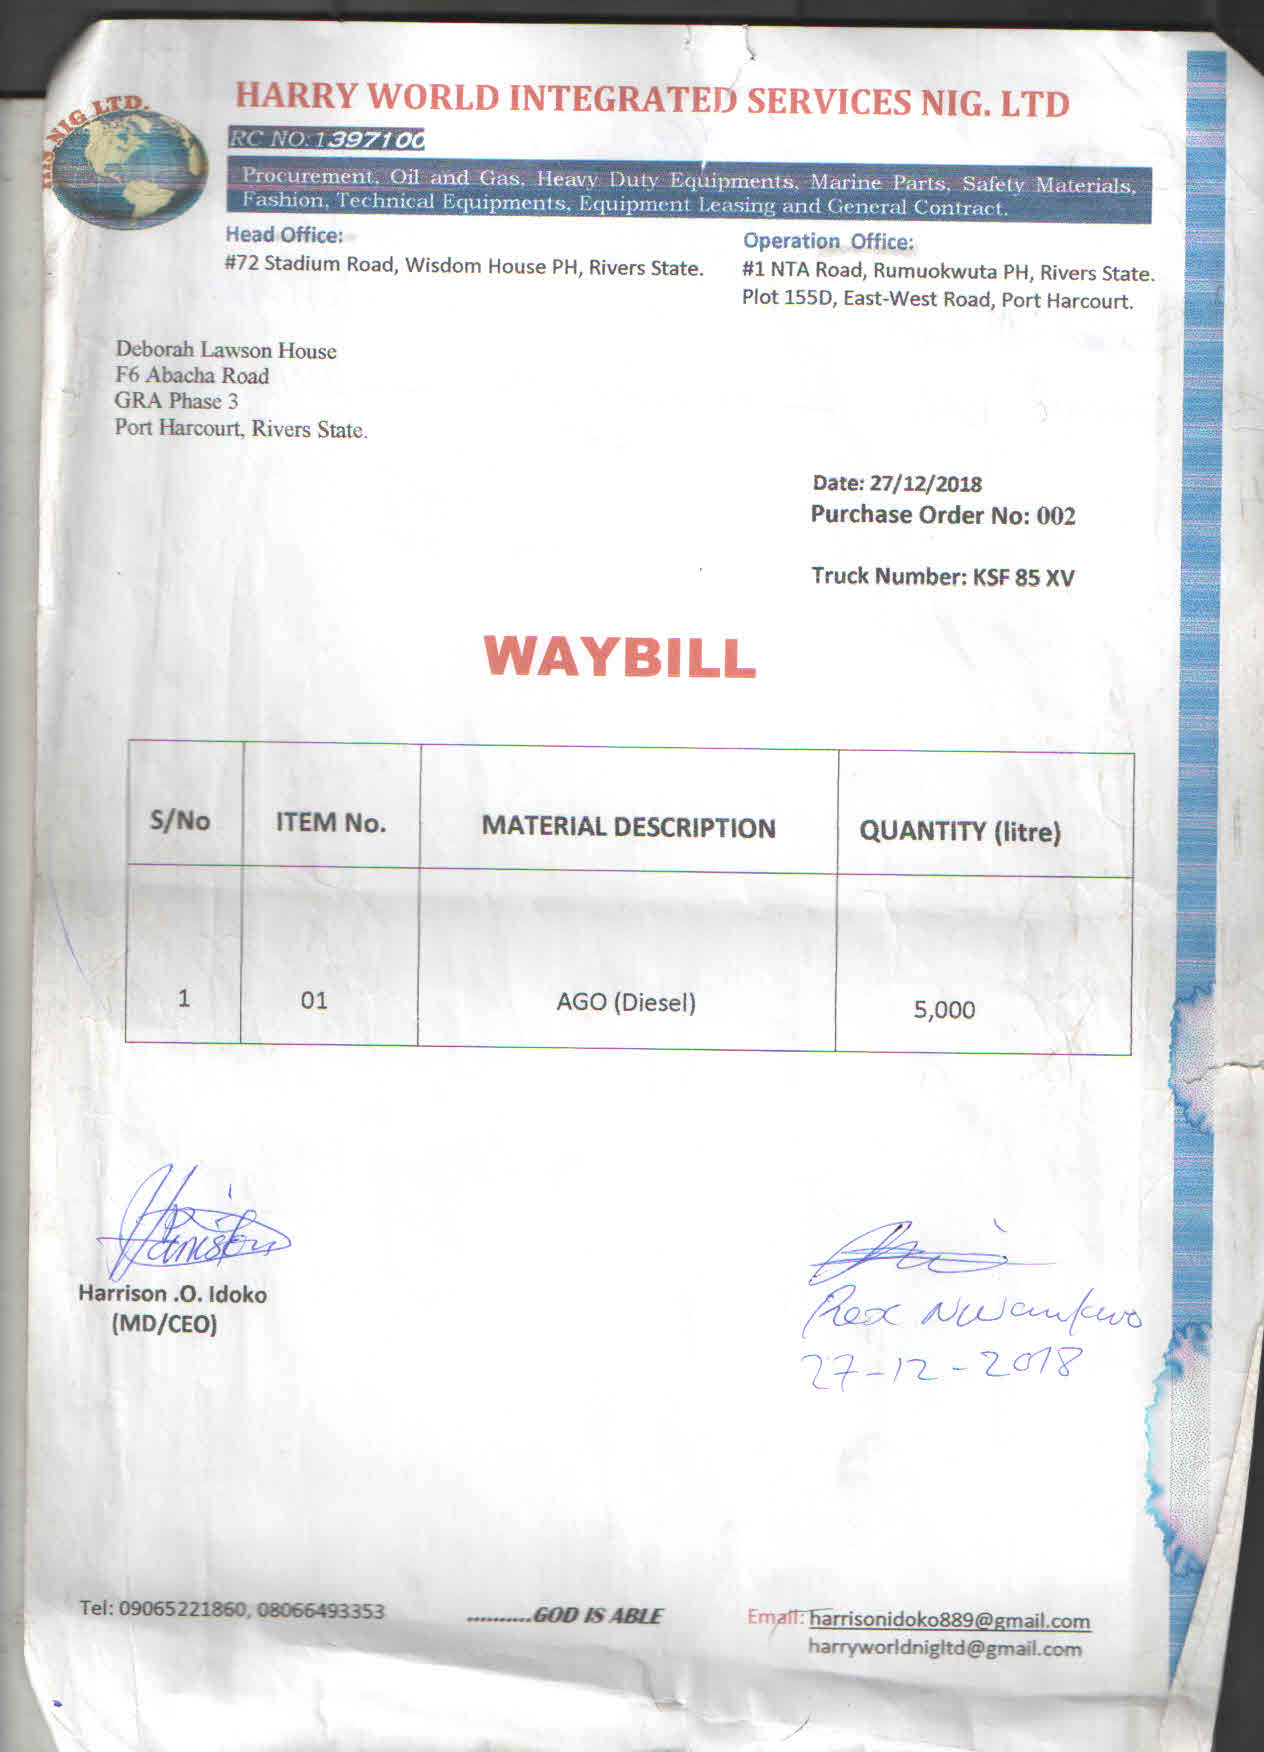 HIS NIG LTD.
HARRY WORLD INTEGRATED SERVICES NIG. LTD
RC NO: 1397100
Procurement, Oil and Gas, Heavy Duty Equipments, Marine Parts, Safety Materials,
Fashion, Technical Equipments, Equipment Leasing and General Contract.
Head Office:
#72 Stadium Road, Wisdom House PH, Rivers State.
Operation Office:
#1 NTA Road, Rumuokwuta PH, Rivers State.
Plot 155D, East-West Road, Port Harcourt.
Deborah Lawson House
F6 Abacha Road
GRA Phase 3
Port Harcourt, Rivers State.
Date: 27/12/2018
Purchase Order No: 002
Truck Number: KSF 85 XV
WAYBILL
S/No ITEM No. MATERIAL DESCRIPTION QUANTITY (litre)
1 01 AGO (Diesel) 5,000
Harrison .O. Idoko
(MD/CEO)
Rex Nwankwo
27-12-2018
Tel: 09065221860, 08066493353
...........GOD IS ABLE
Email: harrisonidoko889@gmail.com
harryworldnigltd@gmail.com